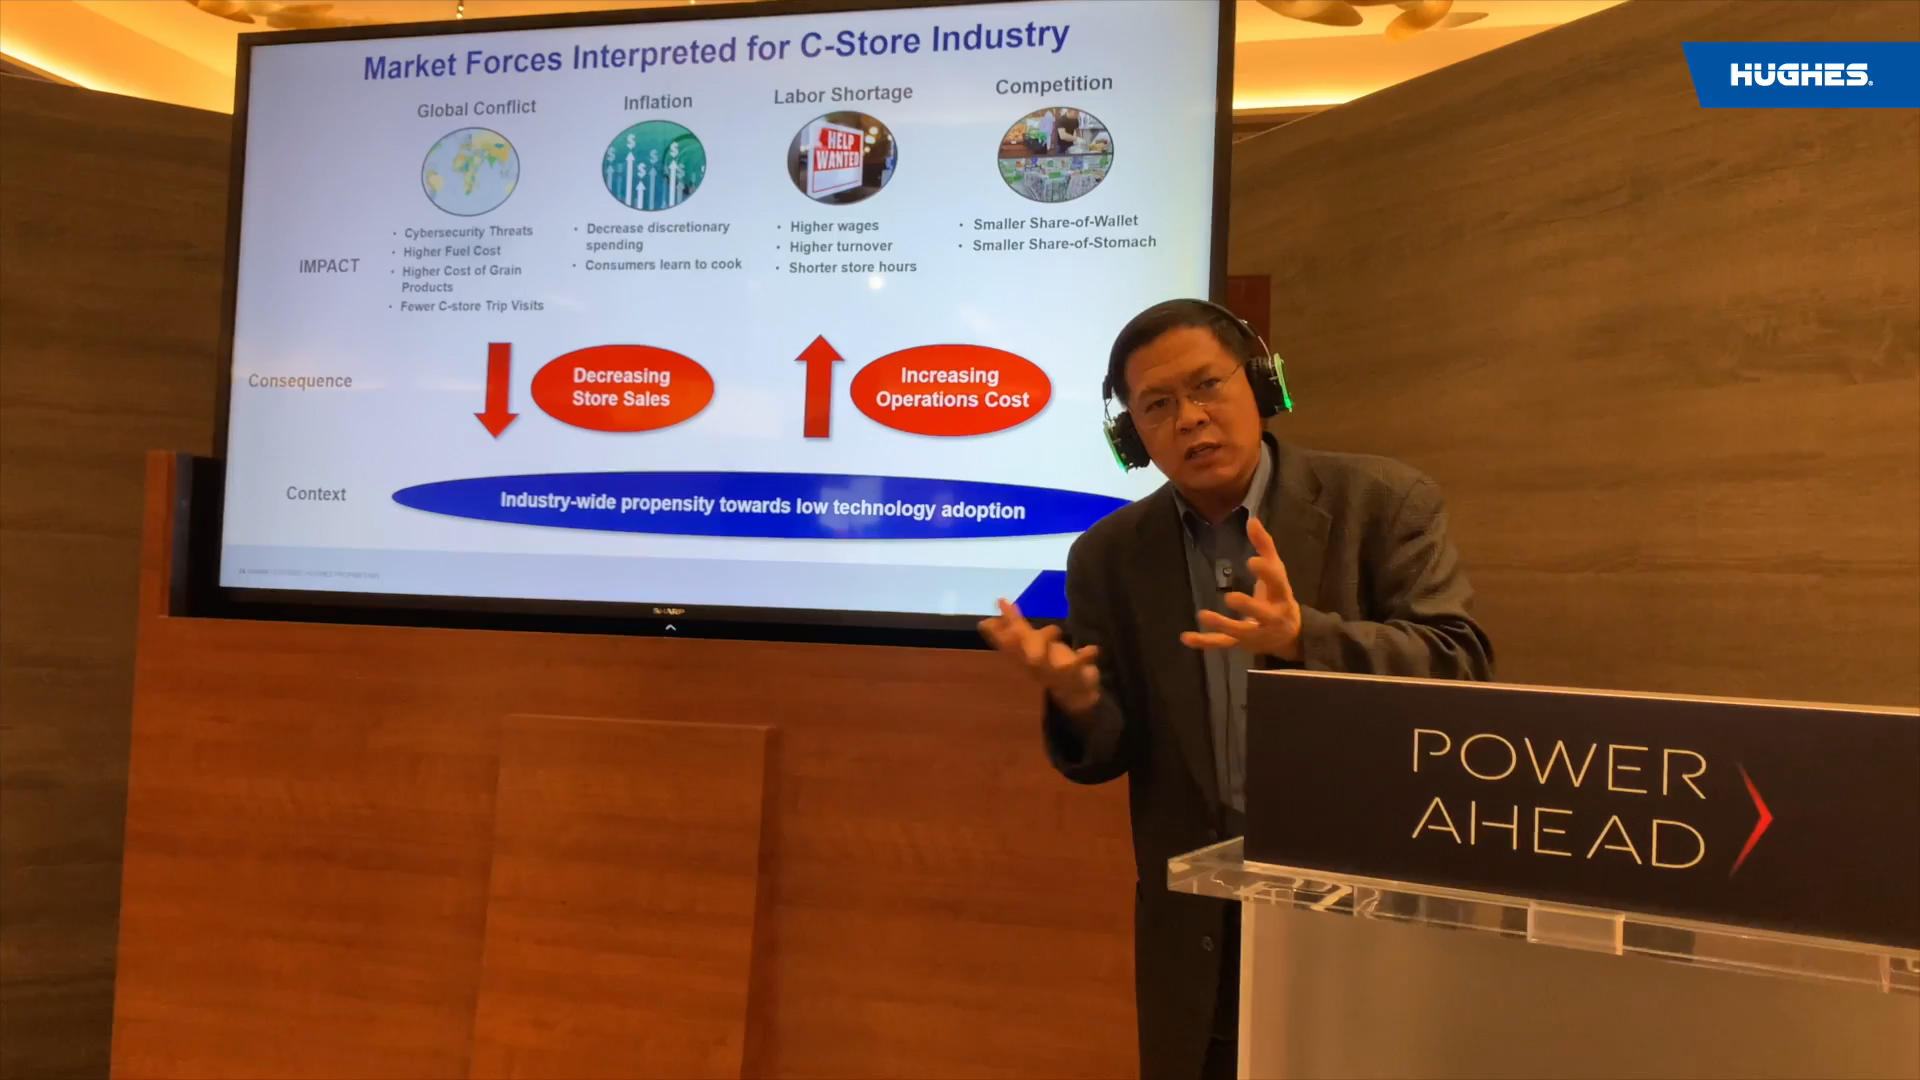 HUGHES
Market Forces Interpreted for C-Store Industry
Global Conflict
Inflation
Labor Shortage
Competition
$ $ $ $ $
HELP
WANTED
IMPACT
• Cybersecurity Threats
• Higher Fuel Cost
• Higher Cost of Grain
Products
• Fewer C-store Trip Visits
• Decrease discretionary
spending
• Consumers learn to cook
• Higher wages
• Higher turnover
• Shorter store hours
• Smaller Share-of-Wallet
• Smaller Share-of-Stomach
Consequence
Decreasing
Store Sales
Increasing
Operations Cost
Context
Industry-wide propensity towards low technology adoption
SHARP
POWER
AHEAD